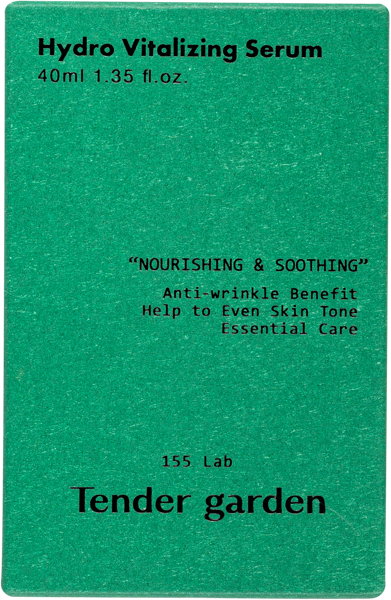 Hydro Vitalizing Serum
40ml 1.35 fl.oz.
“NOURISHING & SOOTHING”
Anti-wrinkle Benefit
Help to Even Skin Tone
Essential Care
155 Lab
Tender garden